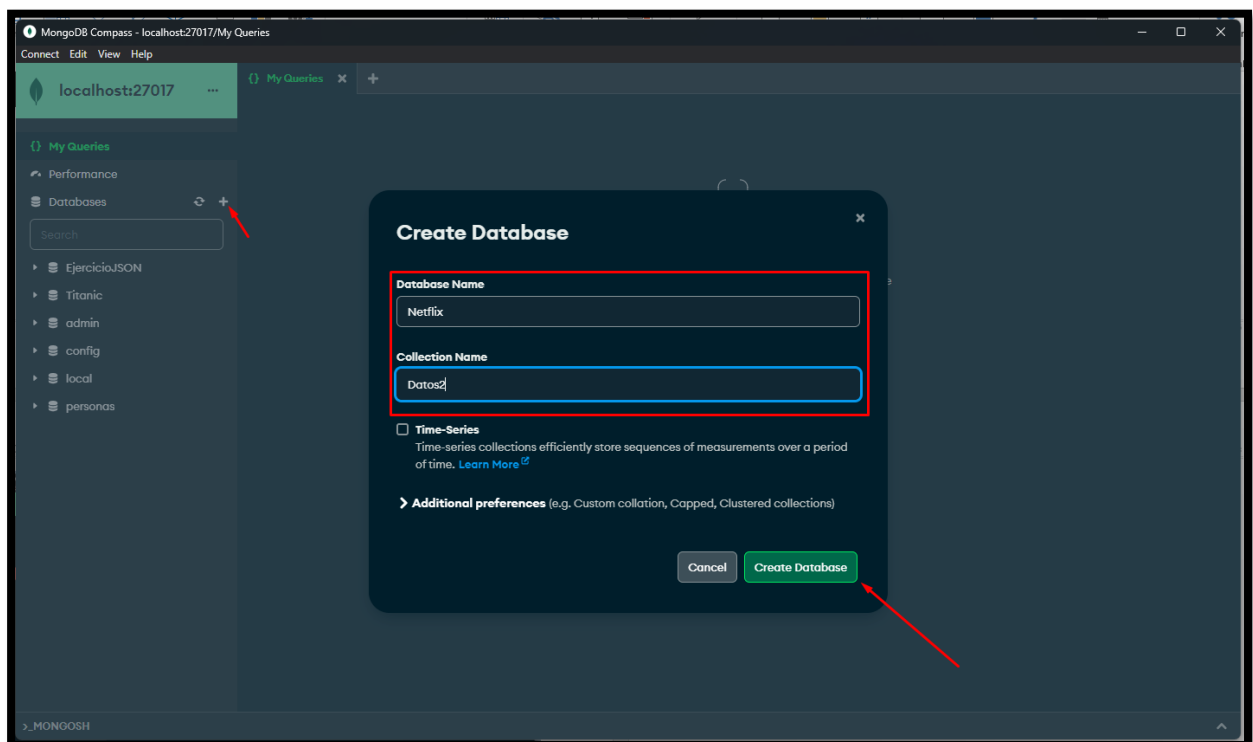 MongoDB Compass - localhost:27017/My Queries
Connect Edit View Help
localhost:27017 ...
{} My Queries
+
{} My Queries
Performance
Databases
+
Search
EjercicioJSON
Titanic
admin
config
local
personas
Create Database
Database Name
Netflix
Collection Name
Datos2
Time-Series
Time-series collections efficiently store sequences of measurements over a period
of time. Learn More
Additional preferences (e.g. Custom collation, Capped, Clustered collections)
Cancel
Create Database
>_MONGOSH